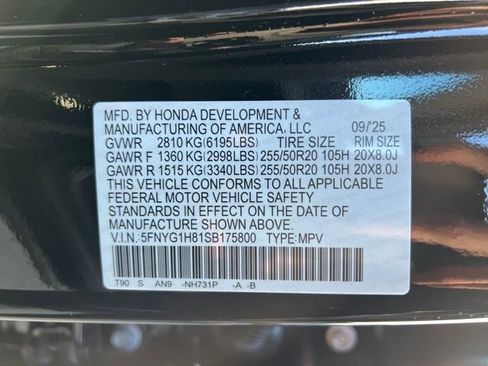 MFD. BY HONDA DEVELOPMENT &
MANUFACTURING OF AMERICA, LLC 09/'25
GVWR 2810 KG(6195LBS) TIRE SIZE RIM SIZE
GAWR F 1360 KG(2998LBS) 255/50R20 105H 20X8.0J
GAWR R 1515 KG(3340LBS) 255/50R20 105H 20X8.0J
THIS VEHICLE CONFORMS TO ALL APPLICABLE
FEDERAL MOTOR VEHICLE SAFETY
STANDARDS IN EFFECT ON THE DATE OF
MANUFACTURE SHOWN ABOVE.
V.I.N.: 5FNYG1H81SB175800 TYPE: MPV
T90 S AN9 -NH731P -A -B